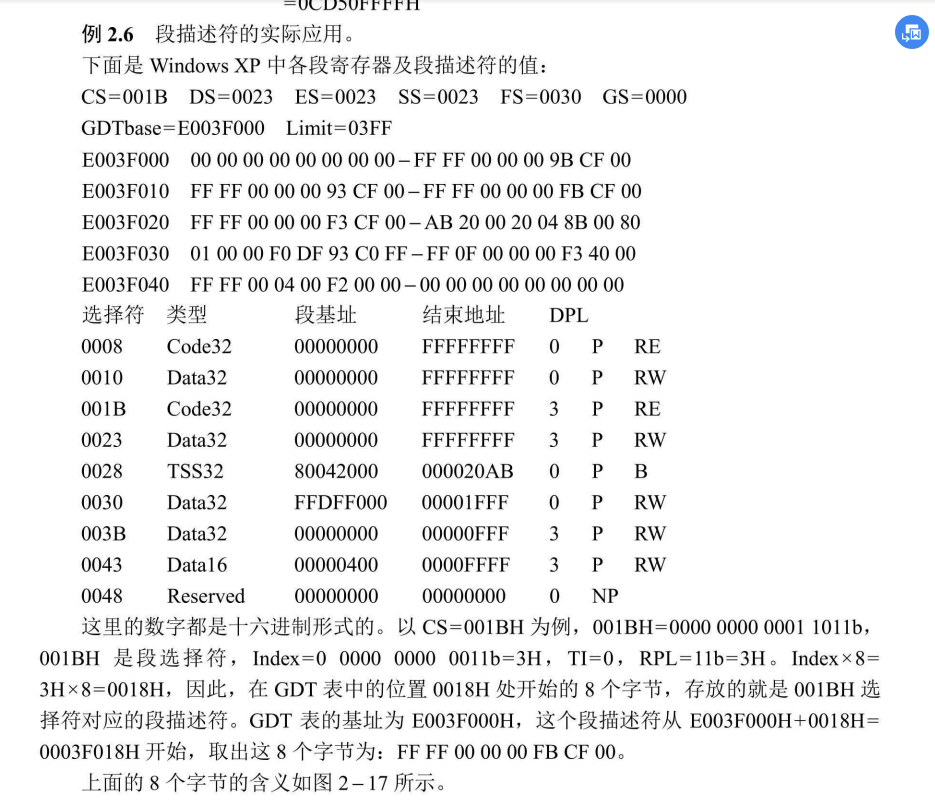 =0CD50FFFFH
例 2.6 段描述符的实际应用。
下面是 Windows XP 中各段寄存器及段描述符的值：
CS=001B DS=0023 ES=0023 SS=0023 FS=0030 GS=0000
GDTbase=E003F000 Limit=03FF
E003F000 00 00 00 00 00 00 00 00–FF FF 00 00 00 9B CF 00
E003F010 FF FF 00 00 00 93 CF 00–FF FF 00 00 00 FB CF 00
E003F020 FF FF 00 00 00 F3 CF 00–AB 20 00 20 04 8B 00 80
E003F030 01 00 00 F0 DF 93 C0 FF–FF 0F 00 00 00 F3 40 00
E003F040 FF FF 00 04 00 F2 00 00–00 00 00 00 00 00 00 00
选择符 类型 段基址 结束地址 DPL
0008 Code32 00000000 FFFFFFFF 0 P RE
0010 Data32 00000000 FFFFFFFF 0 P RW
001B Code32 00000000 FFFFFFFF 3 P RE
0023 Data32 00000000 FFFFFFFF 3 P RW
0028 TSS32 80042000 000020AB 0 P B
0030 Data32 FFDFF000 00001FFF 0 P RW
003B Data32 00000000 00000FFF 3 P RW
0043 Data16 00000400 0000FFFF 3 P RW
0048 Reserved 00000000 00000000 0 NP
这里的数字都是十六进制形式的。以 CS=001BH 为例，001BH=0000 0000 0001 1011b，
001BH 是段选择符，Index=0 0000 0000 0011b=3H，TI=0，RPL=11b=3H。Index×8=
3H×8=0018H，因此，在 GDT 表中的位置 0018H 处开始的 8 个字节，存放的就是 001BH 选
择符对应的段描述符。GDT 表的基址为 E003F000H，这个段描述符从 E003F000H+0018H=
0003F018H 开始，取出这 8 个字节为：FF FF 00 00 00 FB CF 00。
上面的 8 个字节的含义如图 2–17 所示。